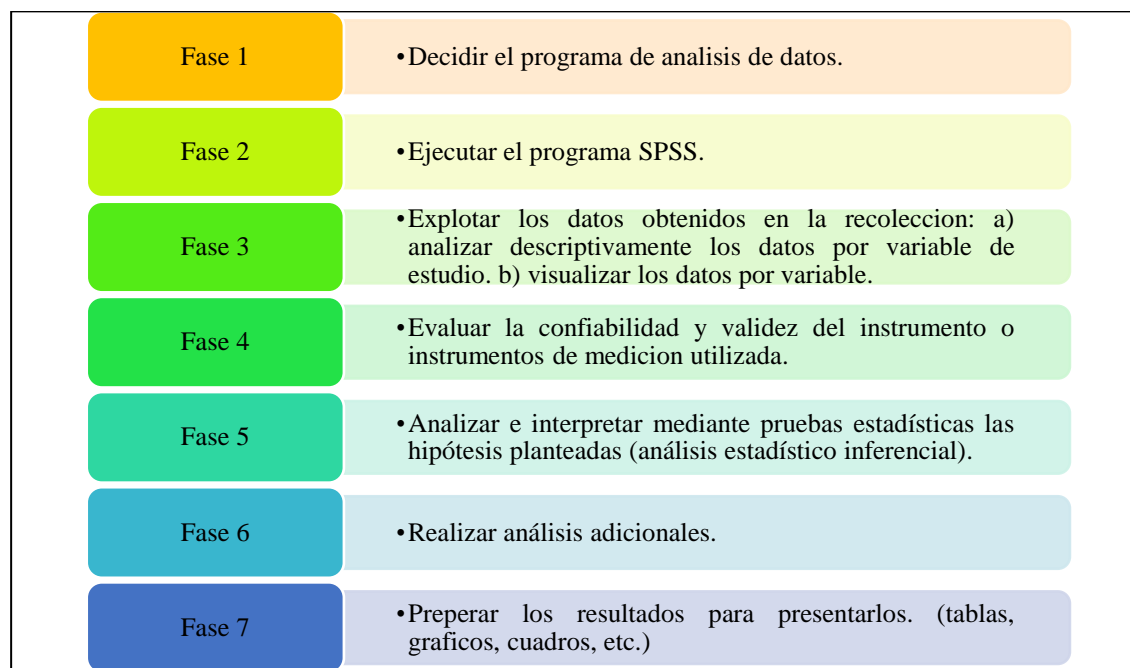 Fase 1
•Decidir el programa de analisis de datos.
Fase 2
•Ejecutar el programa SPSS.
Fase 3
•Explotar los datos obtenidos en la recoleccion: a)
analizar descriptivamente los datos por variable de
estudio. b) visualizar los datos por variable.
Fase 4
•Evaluar la confiabilidad y validez del instrumento o
instrumentos de medicion utilizada.
Fase 5
•Analizar e interpretar mediante pruebas estadísticas las
hipótesis planteadas (análisis estadístico inferencial).
Fase 6
•Realizar análisis adicionales.
Fase 7
•Preperar los resultados para presentarlos. (tablas,
graficos, cuadros, etc.)